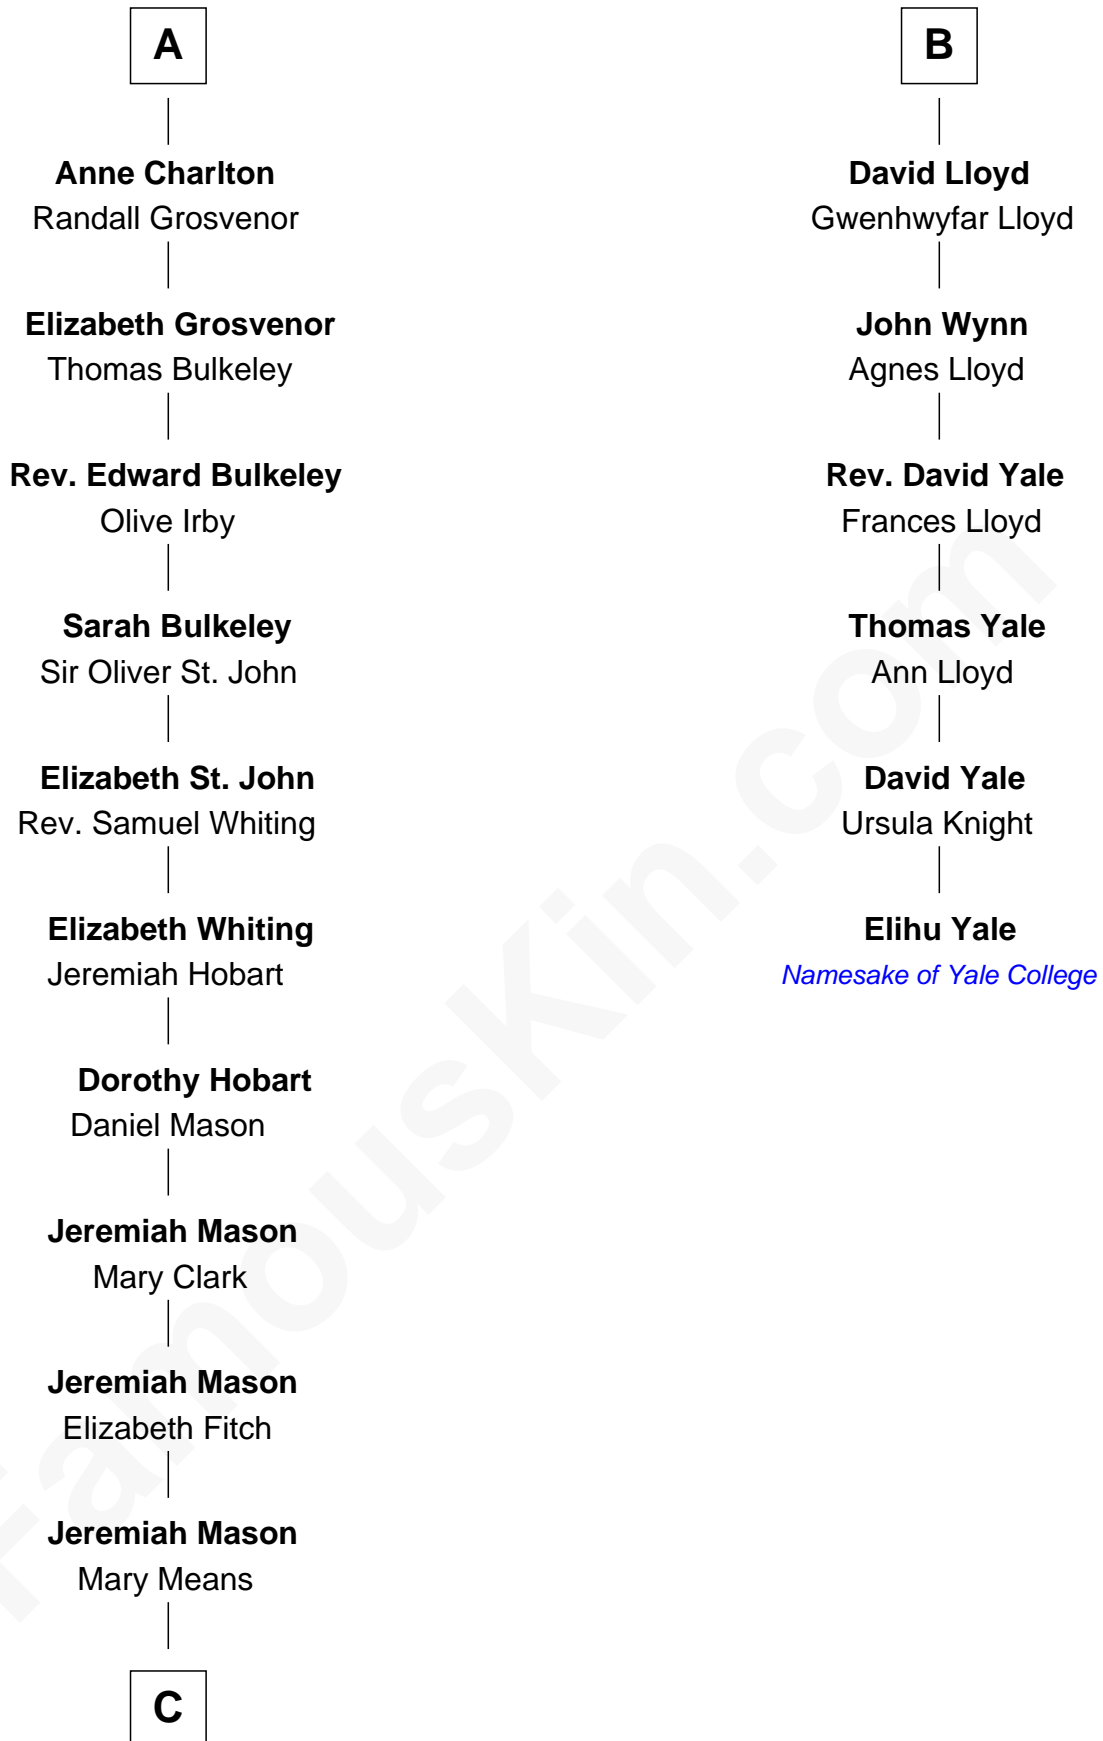 A
Anne Charlton
Randall Grosvenor
Elizabeth Grosvenor
Thomas Bulkeley
Rev. Edward Bulkeley
Olive Irby
Sarah Bulkeley
Sir Oliver St. John
Elizabeth St. John
Rev. Samuel Whiting
Elizabeth Whiting
Jeremiah Hobart
Dorothy Hobart
Daniel Mason
Jeremiah Mason
Mary Clark
Jeremiah Mason
Elizabeth Fitch
Jeremiah Mason
Mary Means
C
B
David Lloyd
Gwenhwyfar Lloyd
John Wynn
Agnes Lloyd
Rev. David Yale
Frances Lloyd
Thomas Yale
Ann Lloyd
David Yale
Ursula Knight
Elihu Yale
Namesake of Yale College
FamousKin.com